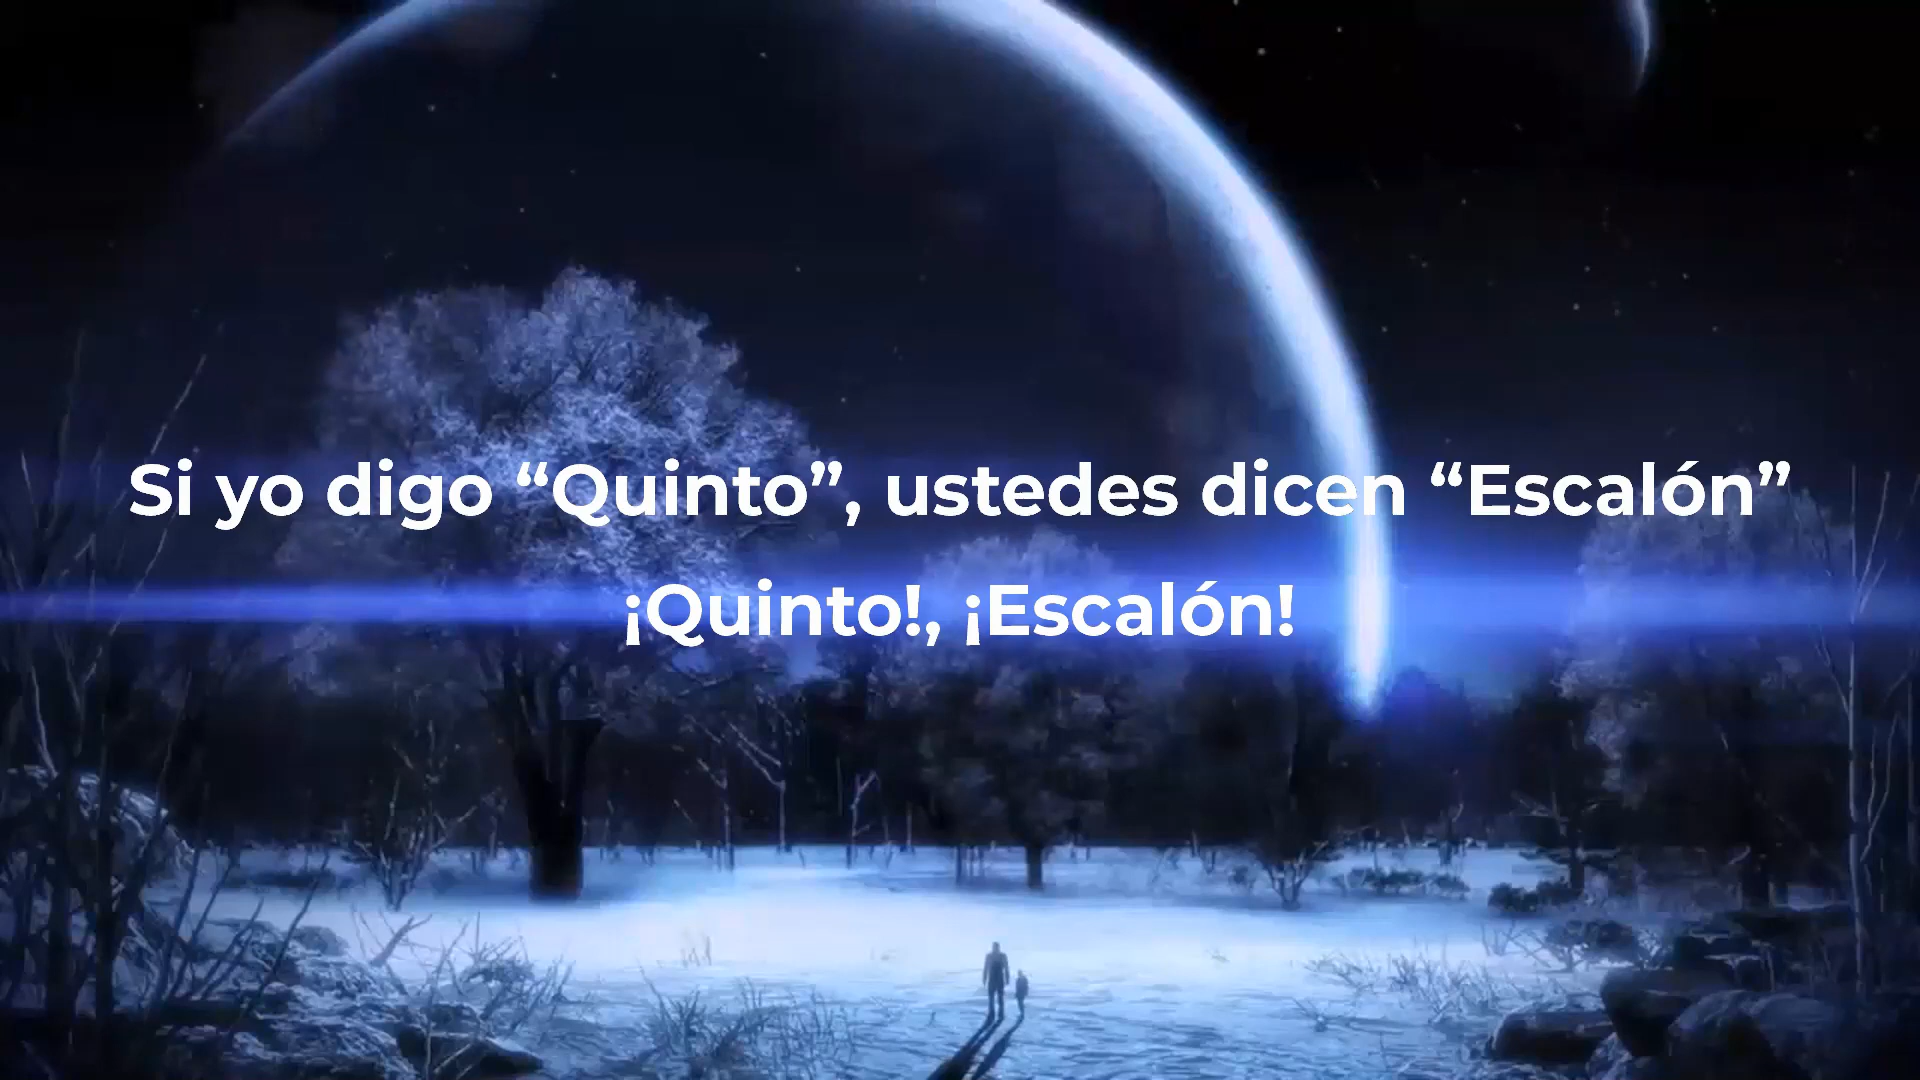 Si yo digo “Quinto”, ustedes dicen “Escalón”
¡Quinto!, ¡Escalón!